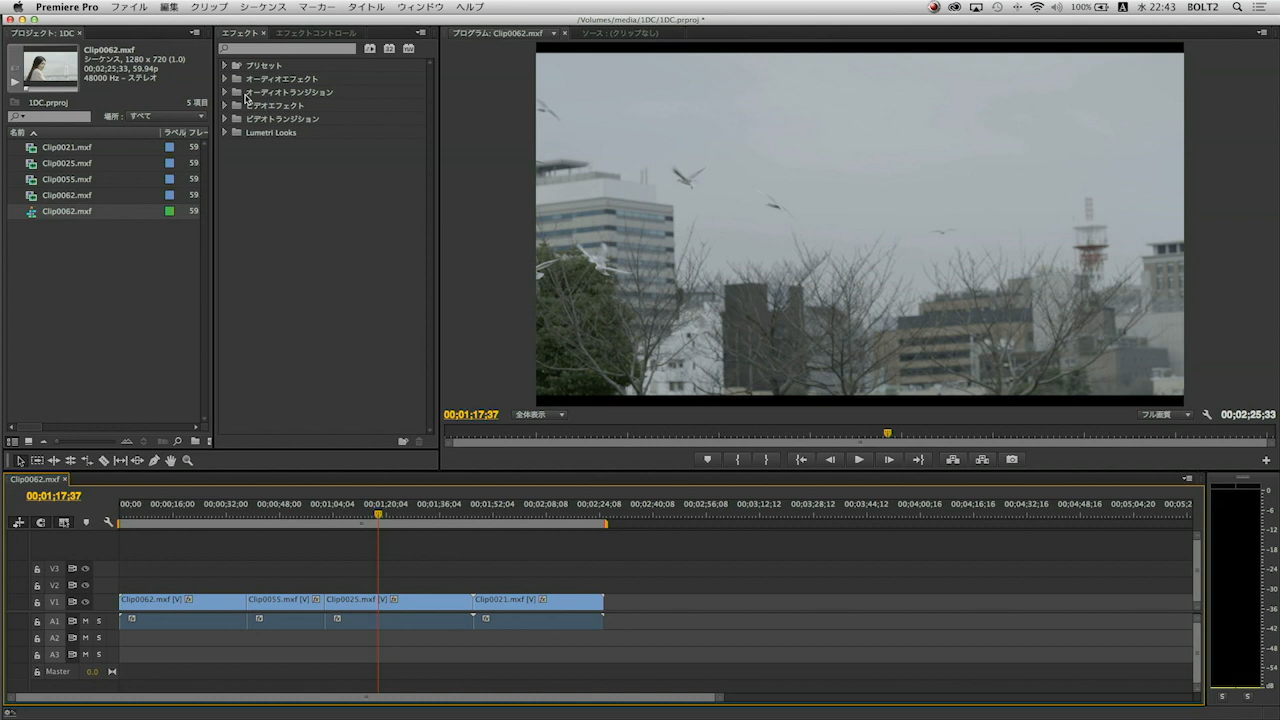 Premiere Pro ファイル 編集 クリップ シーケンス マーカー タイトル ウィンドウ ヘルプ 100% 水 22:43 BOLT2
/Volumes/media/1DC/1DC.prproj *
プロジェクト: 1DC
Clip0062.mxf
シーケンス, 1280 x 720 (1.0)
00;02;25;33, 59.94p
48000 Hz - ステレオ
1DC.prproj 5 項目
場所: すべて
名前 ラベル フレー
Clip0021.mxf 59
Clip0025.mxf 59
Clip0055.mxf 59
Clip0062.mxf 59
Clip0062.mxf 59
エフェクト エフェクトコントロール
プリセット
オーディオエフェクト
オーディオトランジション
ビデオエフェクト
ビデオトランジション
Lumetri Looks
プログラム: Clip0062.mxf ソース: (クリップなし)
00;01;17;37 全体表示 フル画質 00;02;25;33
Clip0062.mxf
00;01;17;37
00;00 00;00;16;00 00;00;32;00 00;00;48;00 00;01;04;04 00;01;20;04 00;01;36;04 00;01;52;04 00;02;08;08 00;02;24;08 00;02;40;08 00;02;56;08 00;03;12;12 00;03;28;12 00;03;44;12 00;04;00;16 00;04;16;16 00;04;32;16 00;04;48;16 00;05;04;20 00;05;2
V3
V2
V1 Clip0062.mxf [V] Clip0055.mxf [V] Clip0025.mxf [V] Clip0021.mxf [V]
A1 M S
A2 M S
A3 M S
Master 0.0
0
-6
-12
-18
-24
-30
-36
-42
-48
-54
dB
S S